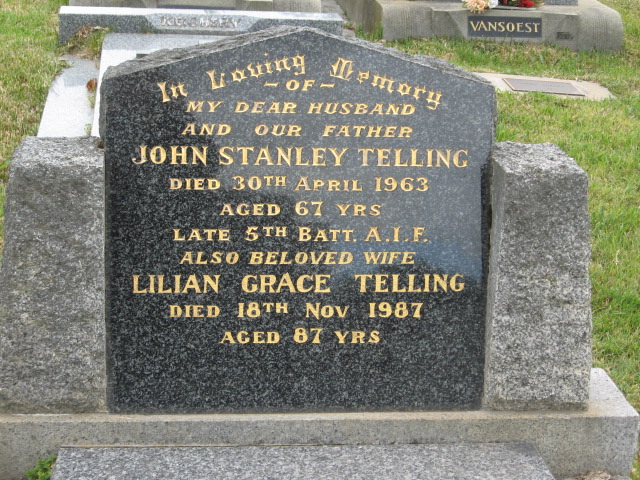 VANSOEST
In Loving Memory
– OF –
MY DEAR HUSBAND
AND OUR FATHER
JOHN STANLEY TELLING
DIED 30TH APRIL 1963
AGED 67 YRS
LATE 5TH BATT. A.I.F.
ALSO BELOVED WIFE
LILIAN GRACE TELLING
DIED 18TH NOV 1987
AGED 87 YRS